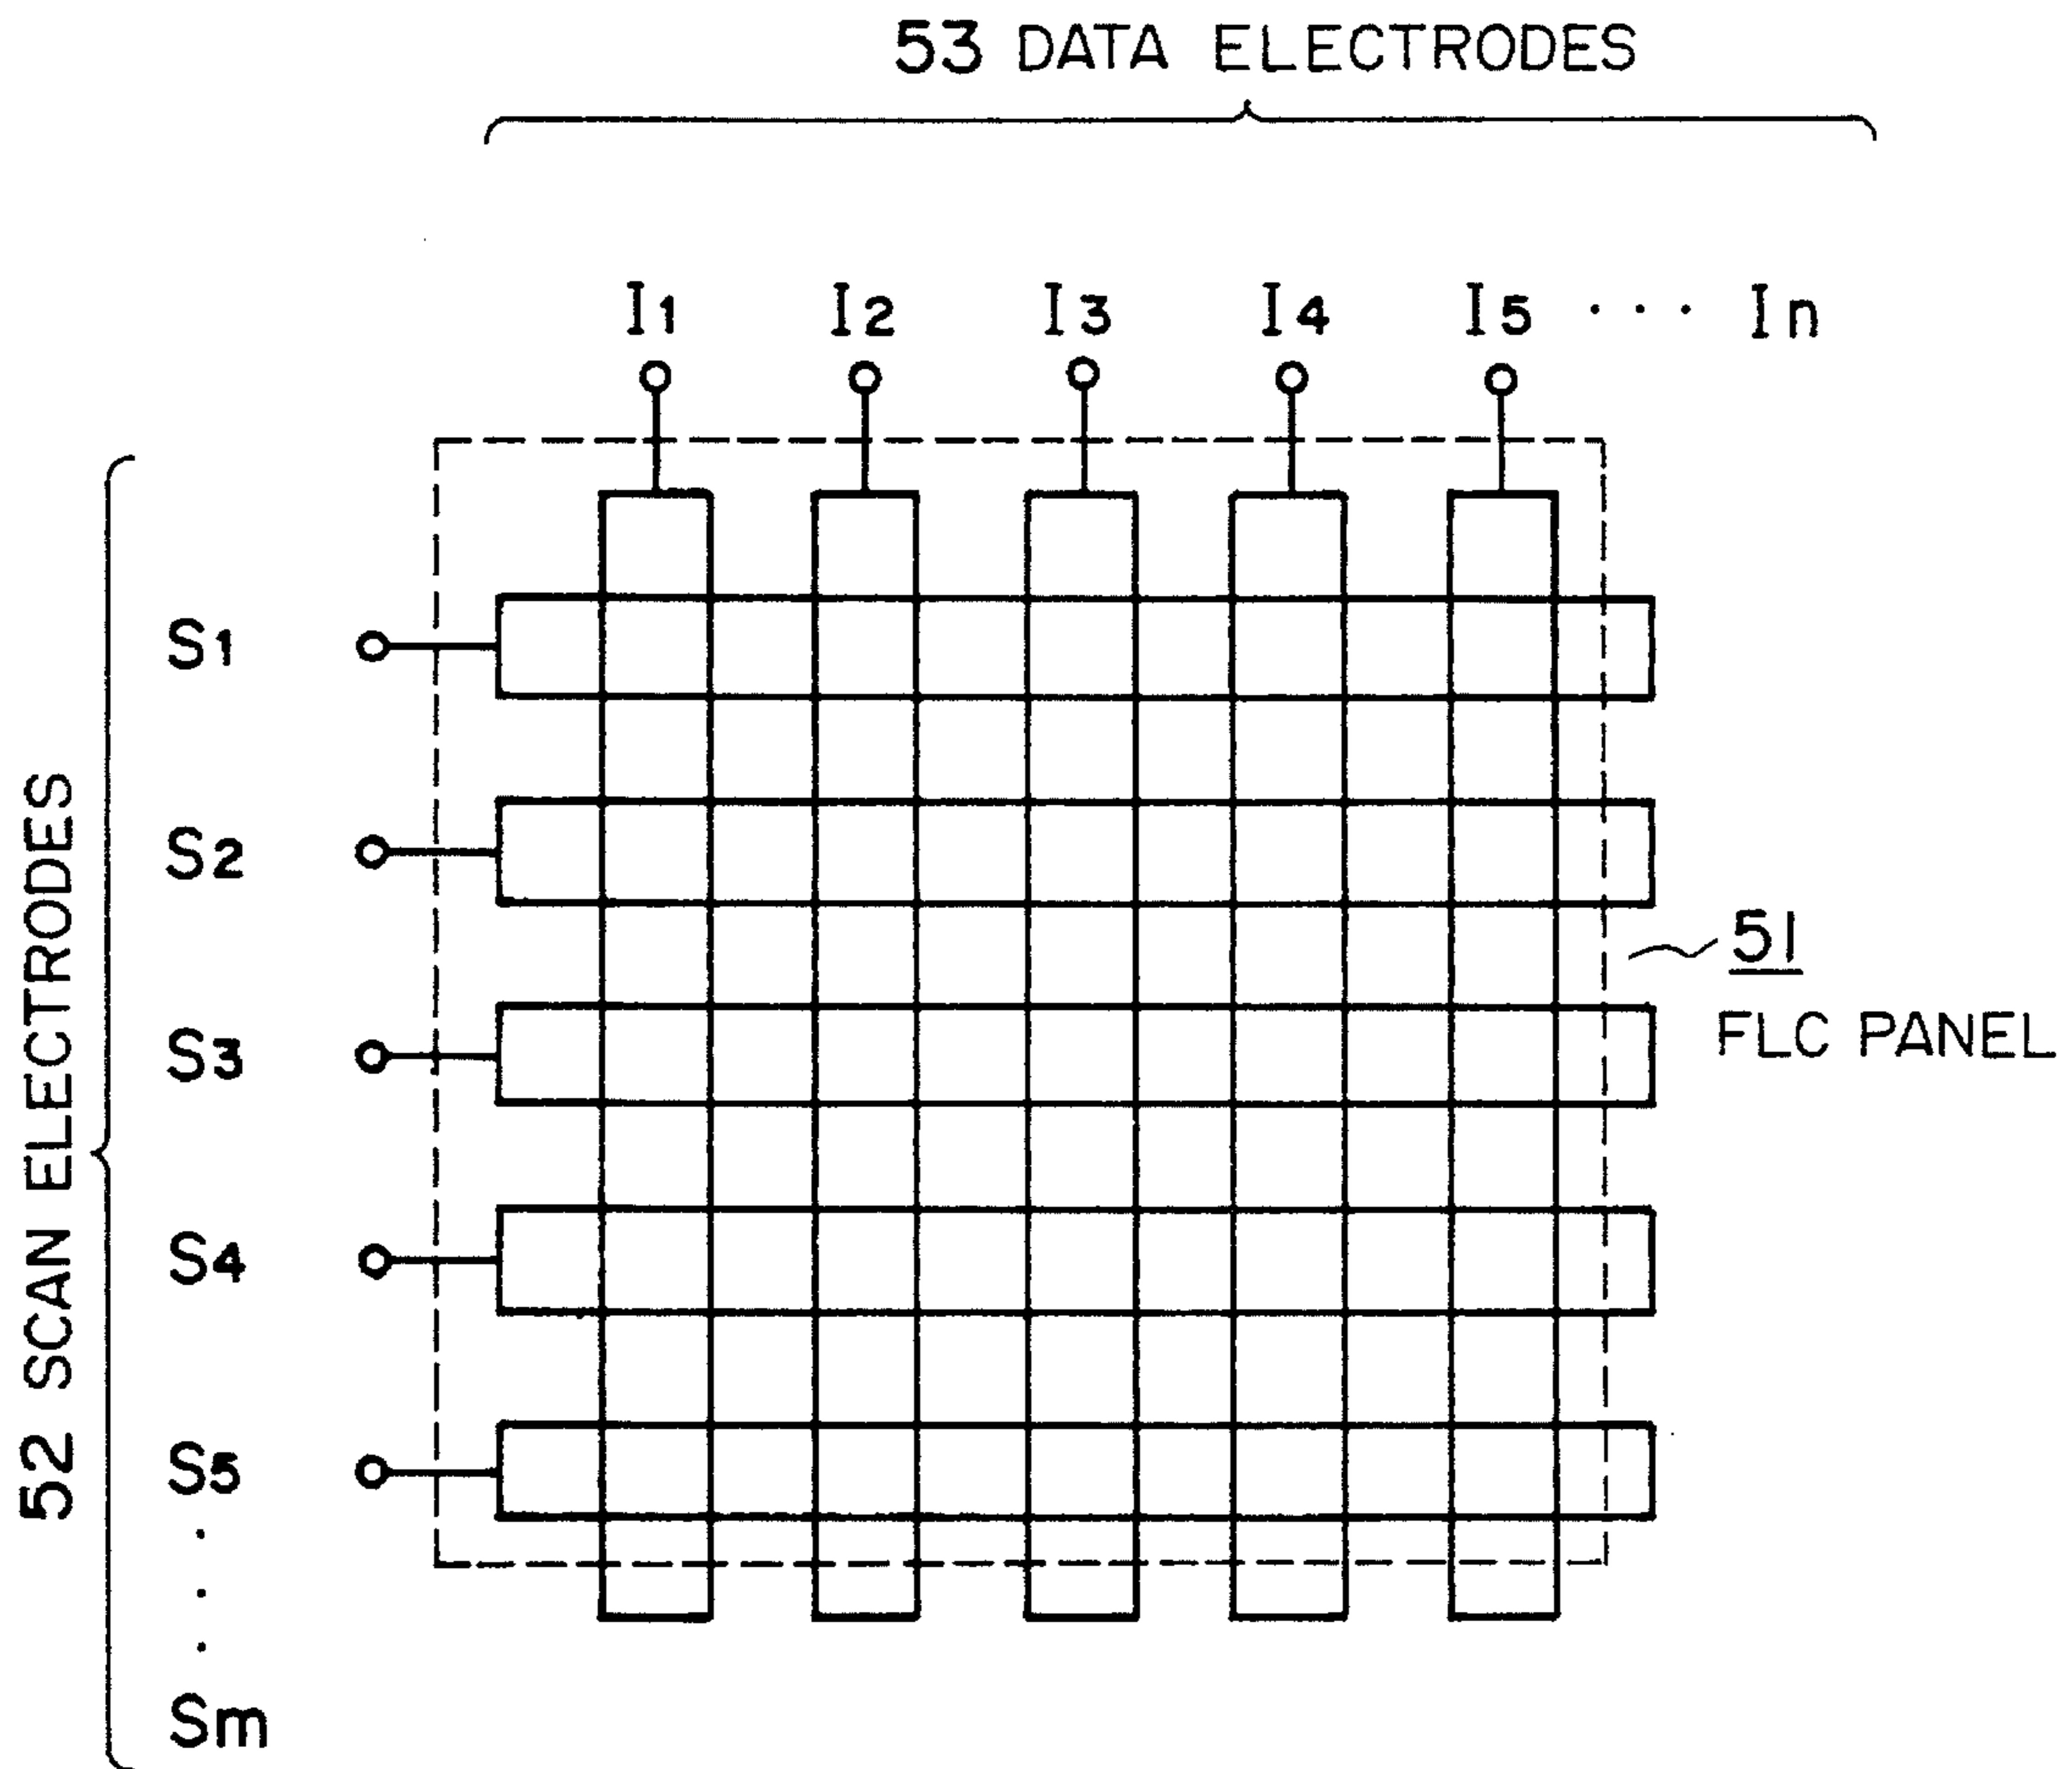 53 DATA ELECTRODES
I1 I2 I3 I4 I5 · · · In
52 SCAN ELECTRODES
S1
S2
S3
S4
S5
·
·
·
Sm
51
FLC PANEL